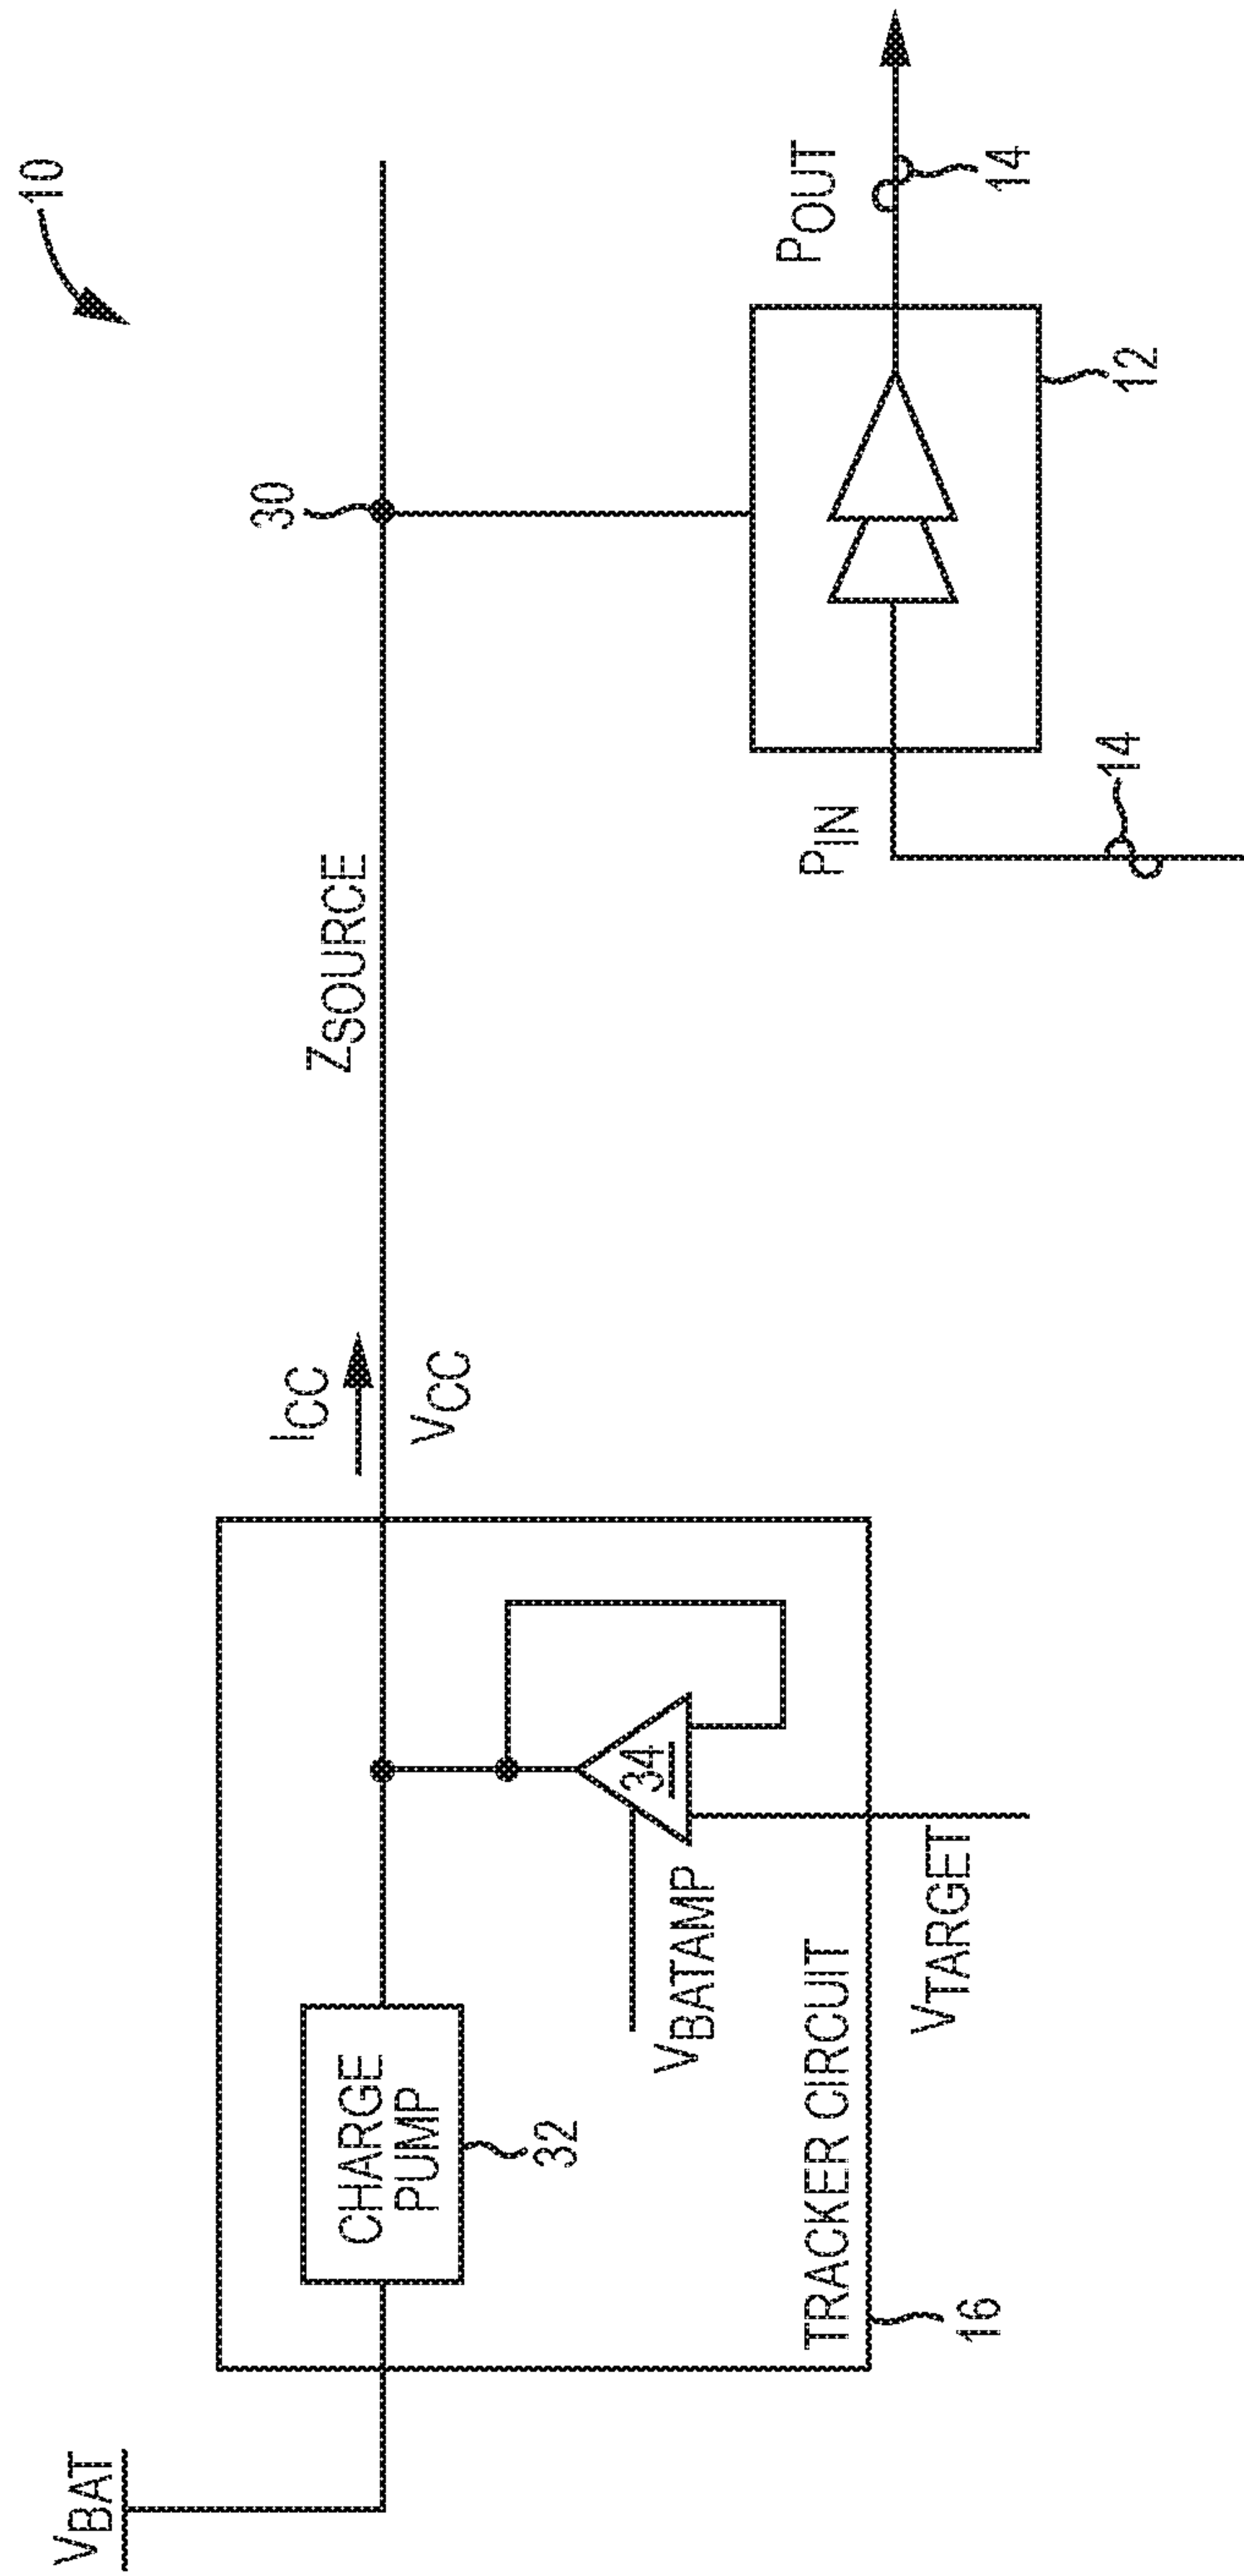 10
VBAT
ICC
VCC
ZSOURCE
30
CHARGE
PUMP
32
34
VBATAMP
TRACKER CIRCUIT
16
VTARGET
PIN
14
12
POUT
14